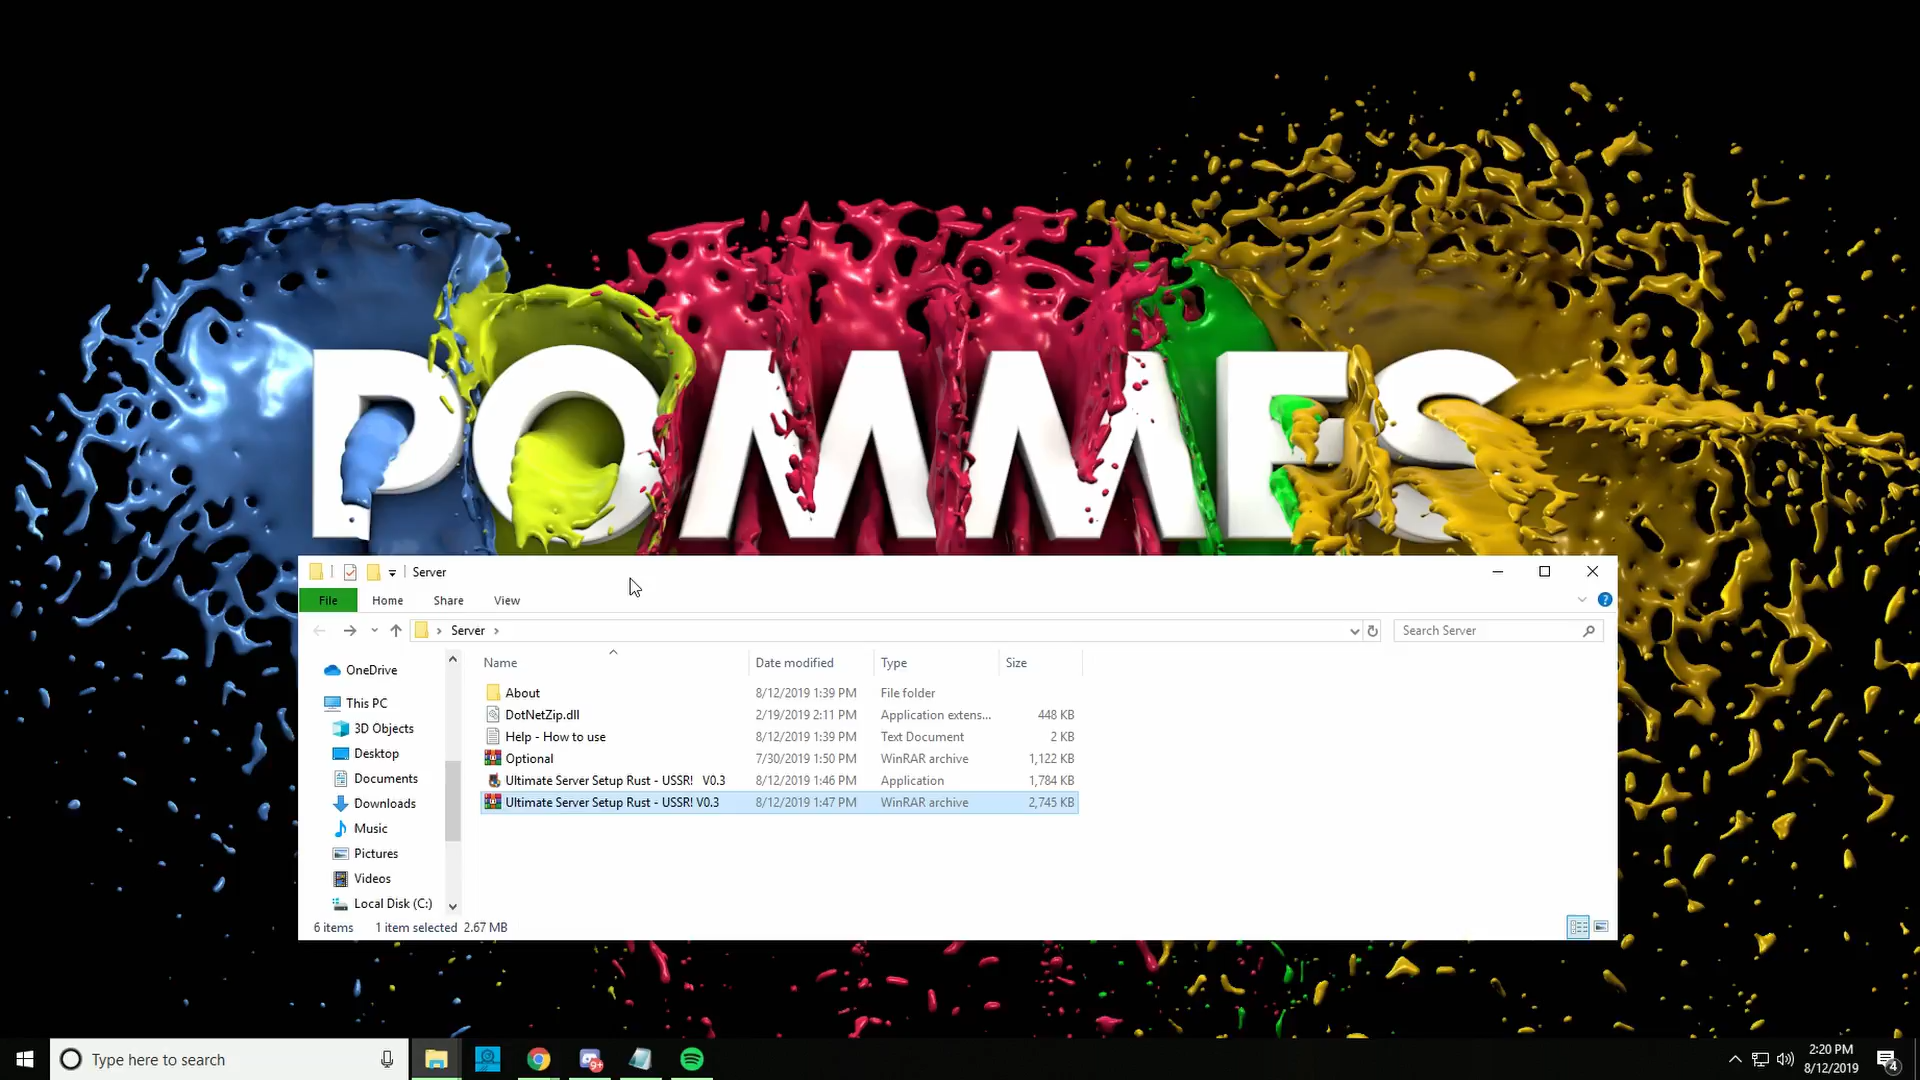 POMMES
Server
File Home Share View
Server
Search Server
OneDrive
This PC
3D Objects
Desktop
Documents
Downloads
Music
Pictures
Videos
Local Disk (C:)
Name Date modified Type Size
About 8/12/2019 1:39 PM File folder
DotNetZip.dll 2/19/2019 2:11 PM Application extens... 448 KB
Help - How to use 8/12/2019 1:39 PM Text Document 2 KB
Optional 7/30/2019 1:50 PM WinRAR archive 1,122 KB
Ultimate Server Setup Rust - USSR! V0.3 8/12/2019 1:46 PM Application 1,784 KB
Ultimate Server Setup Rust - USSR! V0.3 8/12/2019 1:47 PM WinRAR archive 2,745 KB
6 items 1 item selected 2.67 MB
Type here to search
9+
2:20 PM
8/12/2019
4